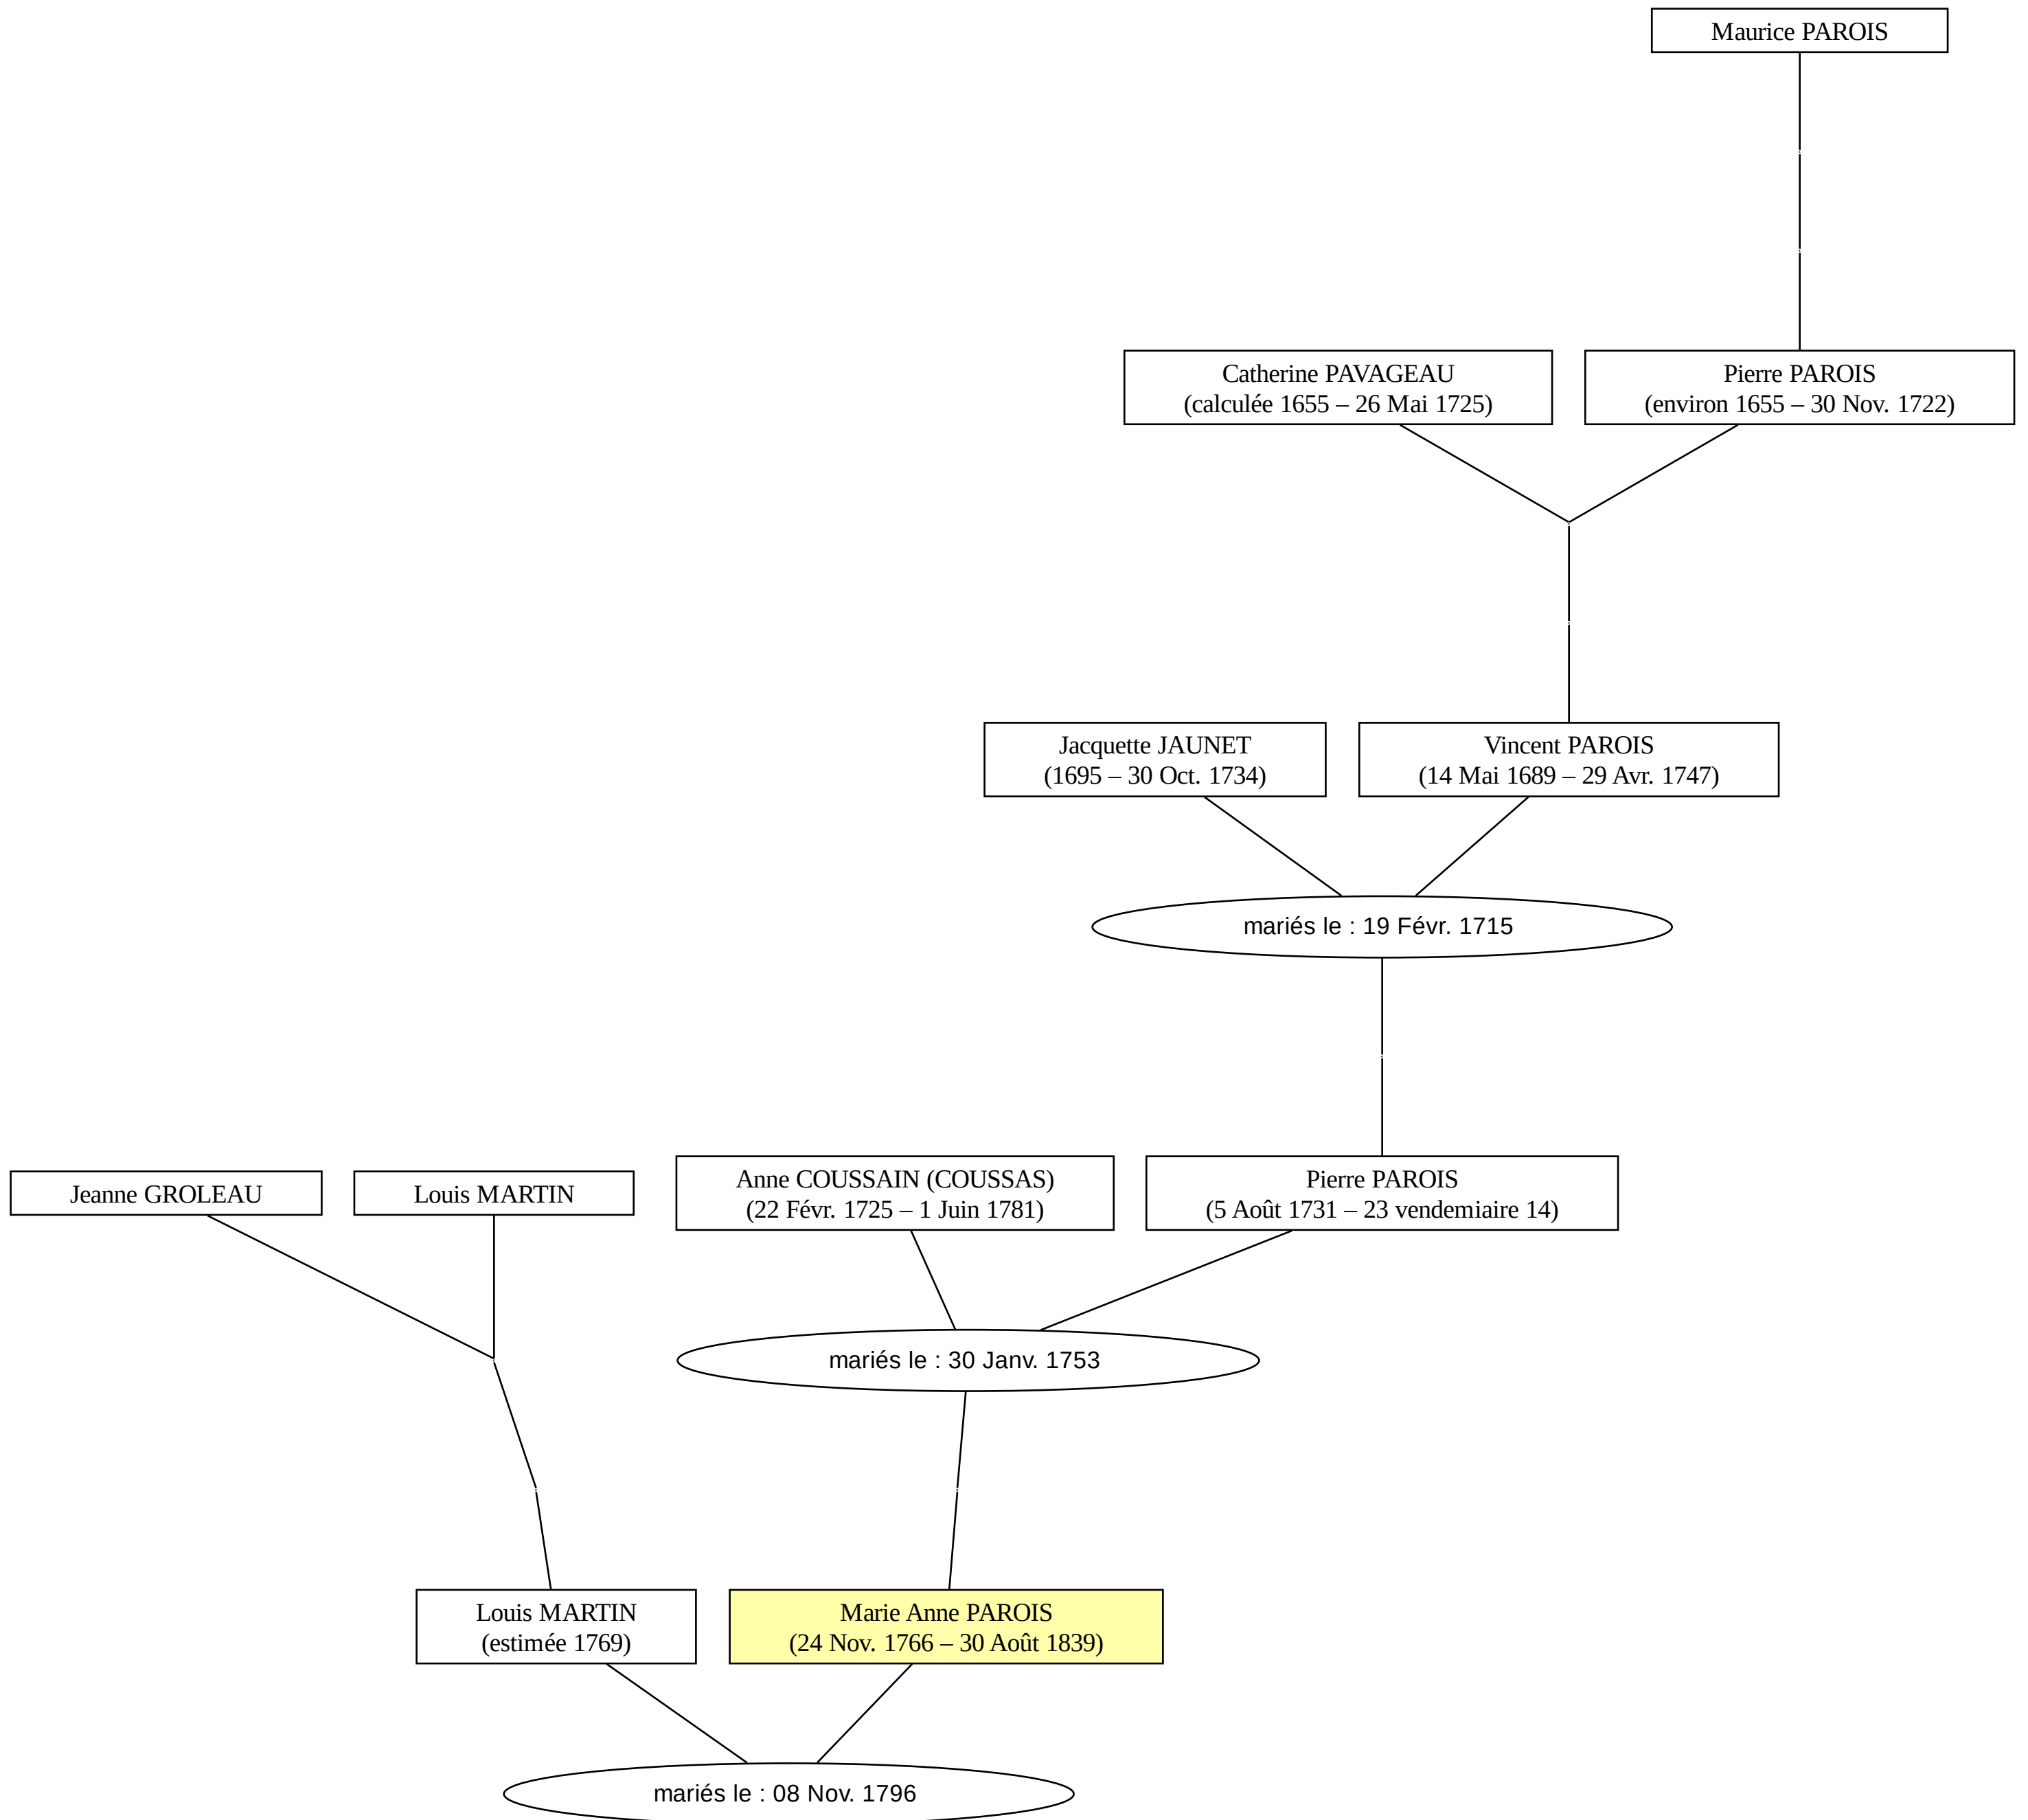 Maurice PAROIS
Catherine PAVAGEAU
(calculée 1655 – 26 Mai 1725)
Pierre PAROIS
(environ 1655 – 30 Nov. 1722)
Jacquette JAUNET
(1695 – 30 Oct. 1734)
Vincent PAROIS
(14 Mai 1689 – 29 Avr. 1747)
mariés le : 19 Févr. 1715
Jeanne GROLEAU
Louis MARTIN
Anne COUSSAIN (COUSSAS)
(22 Févr. 1725 – 1 Juin 1781)
Pierre PAROIS
(5 Août 1731 – 23 vendemiaire 14)
mariés le : 30 Janv. 1753
Louis MARTIN
(estimée 1769)
Marie Anne PAROIS
(24 Nov. 1766 – 30 Août 1839)
mariés le : 08 Nov. 1796